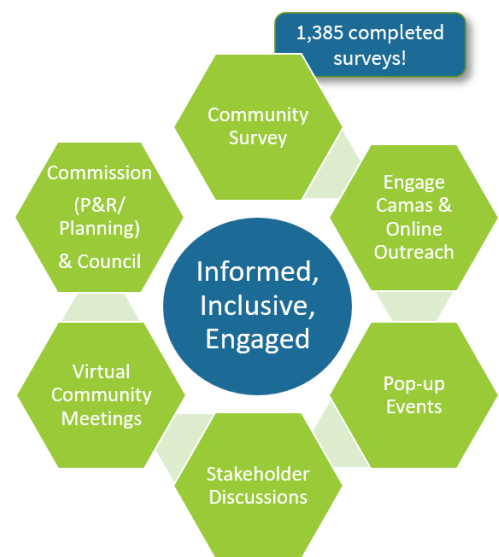 1,385 completed
surveys!
Community
Survey
Engage
Camas &
Online
Outreach
Pop-up
Events
Stakeholder
Discussions
Virtual
Community
Meetings
Commission
(P&R/
Planning)
& Council
Informed,
Inclusive,
Engaged